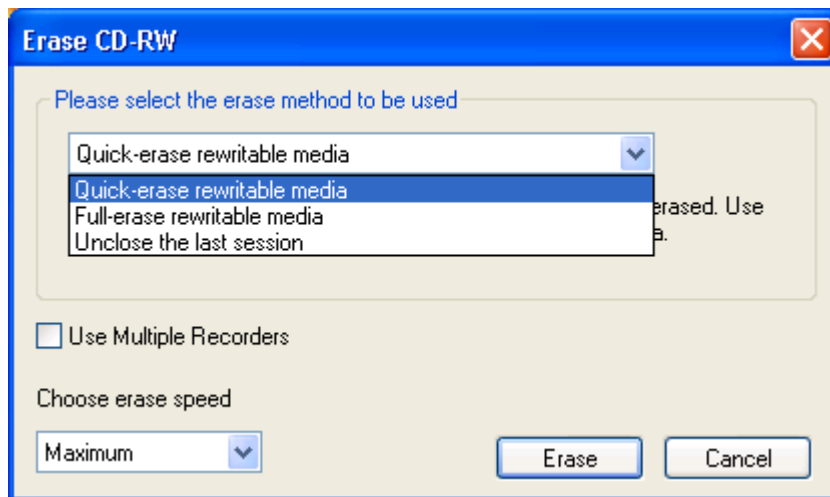 Erase CD-RW
Please select the erase method to be used
Quick-erase rewritable media
Quick-erase rewritable media
Full-erase rewritable media
erased. Use
Unclose the last session
a.
Use Multiple Recorders
Choose erase speed
Maximum
Erase
Cancel